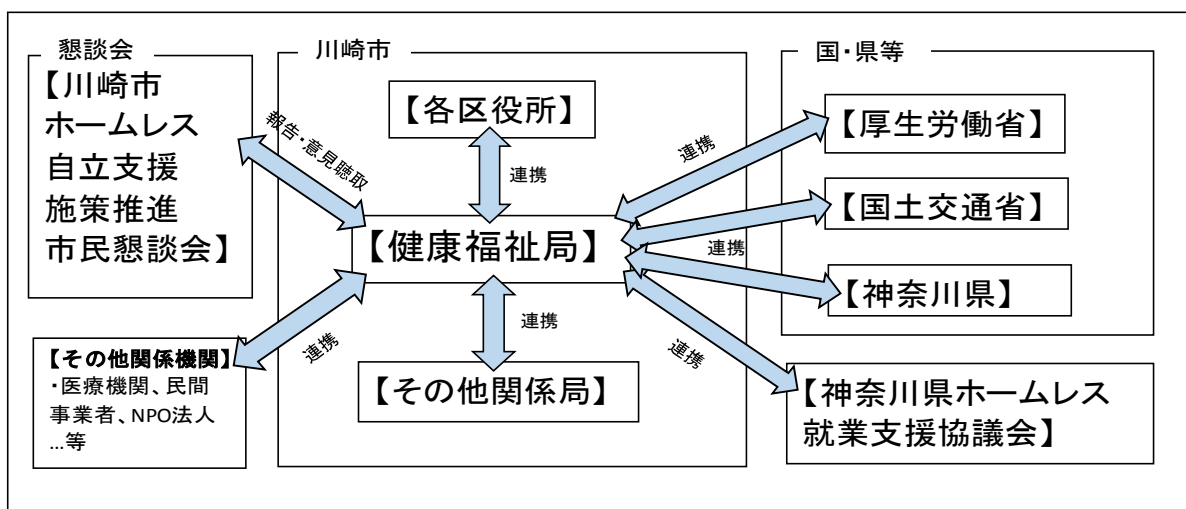 懇談会
【川崎市
ホームレス
自立支援
施策推進
市民懇談会】
報告・意見聴取
【その他関係機関】
・医療機関、民間
事業者、NPO法人
…等
連携
川崎市
【各区役所】
連携
【健康福祉局】
連携
【その他関係局】
国・県等
連携
【厚生労働省】
【国土交通省】
連携
【神奈川県】
連携
【神奈川県ホームレス
就業支援協議会】